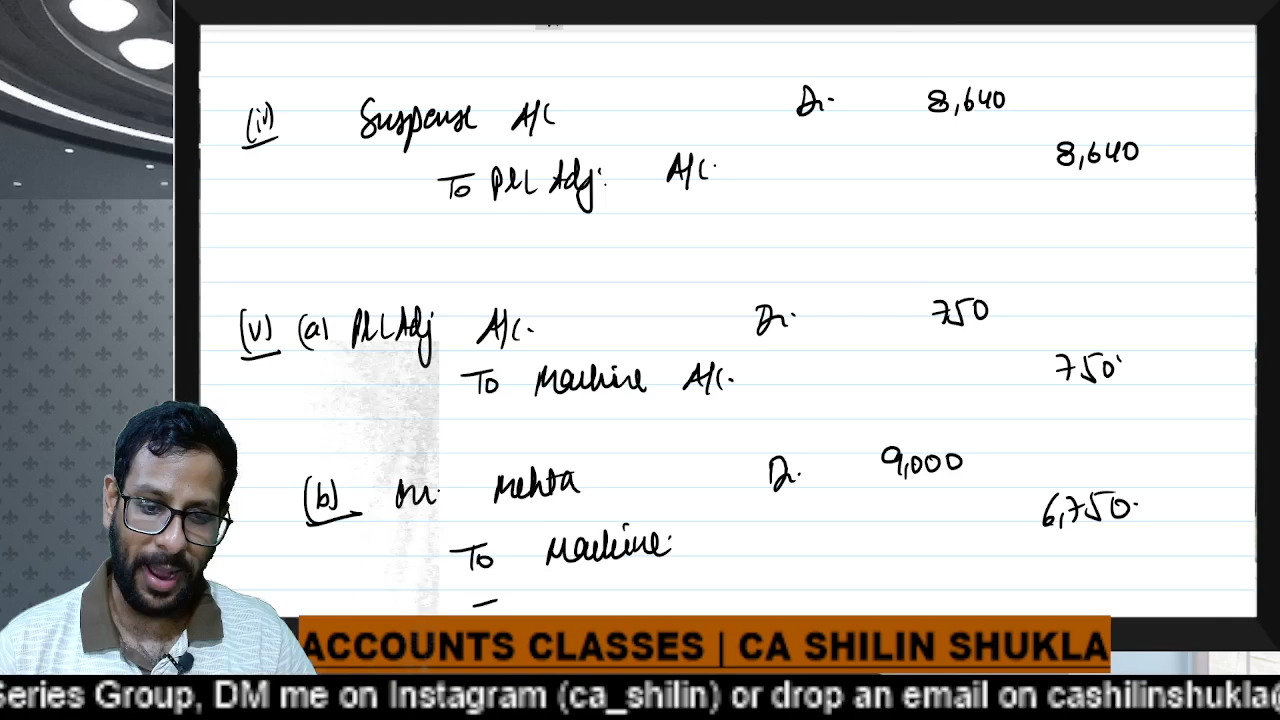 (iv) Suspense A/c Dr. 8,640
To P&L Adj. A/c. 8,640
(v) (a) P&L Adj A/c. Dr. 750
To Machine A/c. 750
(b) Mr. Mehta Dr. 9,000
To Machine 6,750
ACCOUNTS CLASSES | CA SHILIN SHUKLA
Series Group, DM me on Instagram (ca_shilin) or drop an email on cashilinshukla@